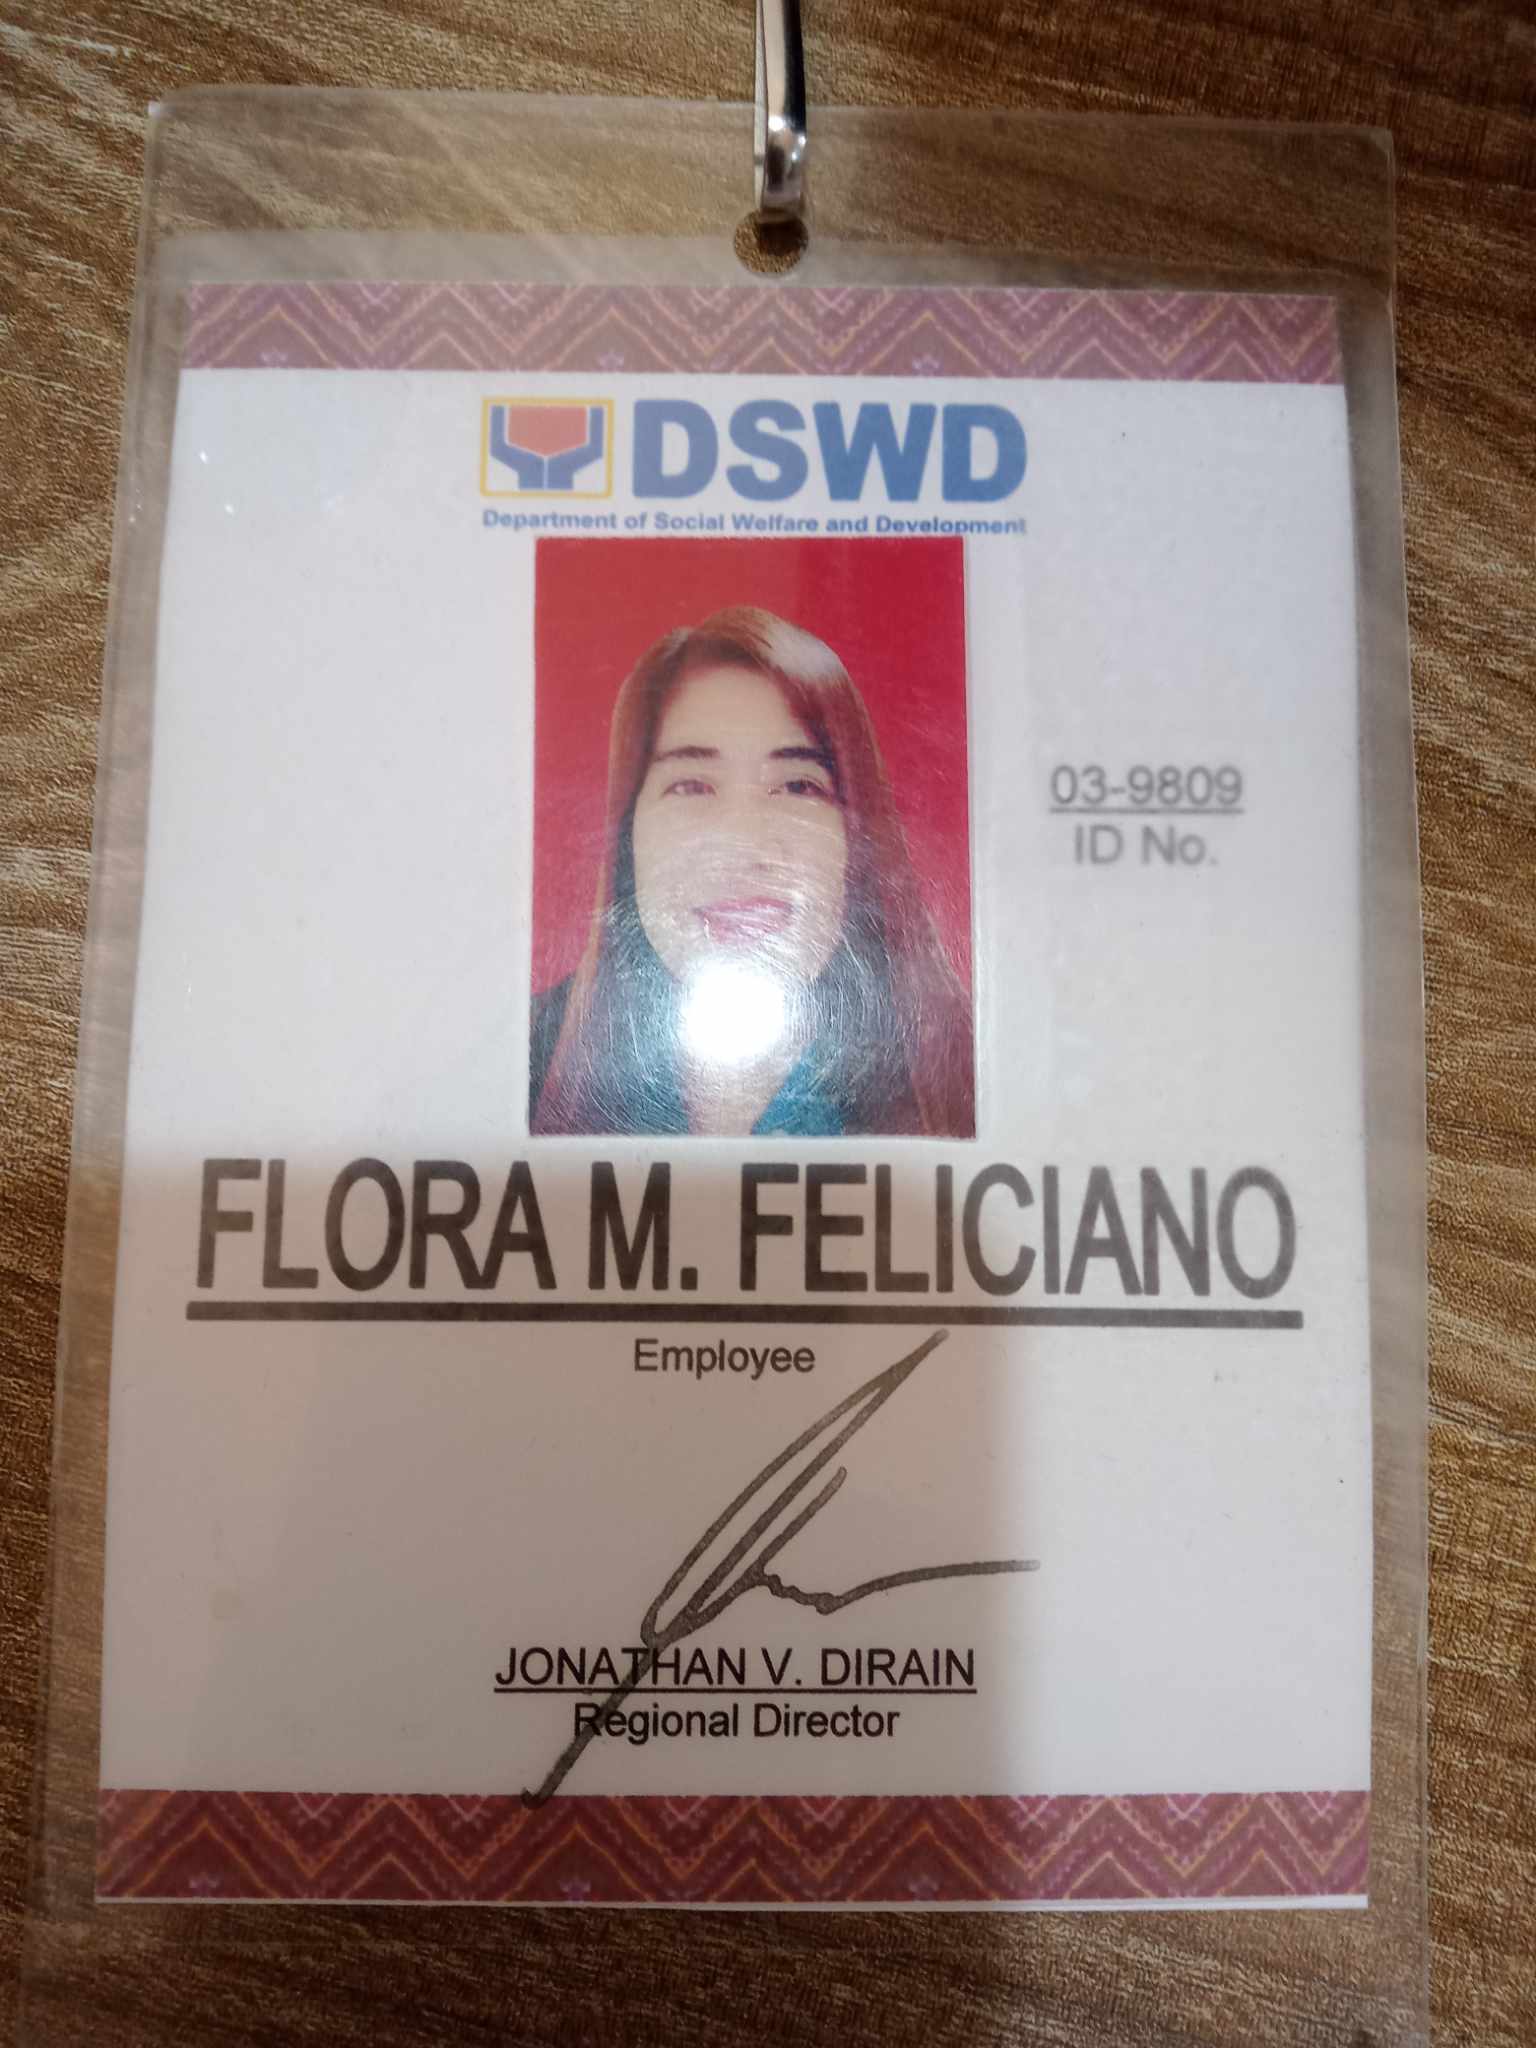 DSWD
Department of Social Welfare and Development
03-9809
ID No.
FLORA M. FELICIANO
Employee
JONATHAN V. DIRAIN
Regional Director